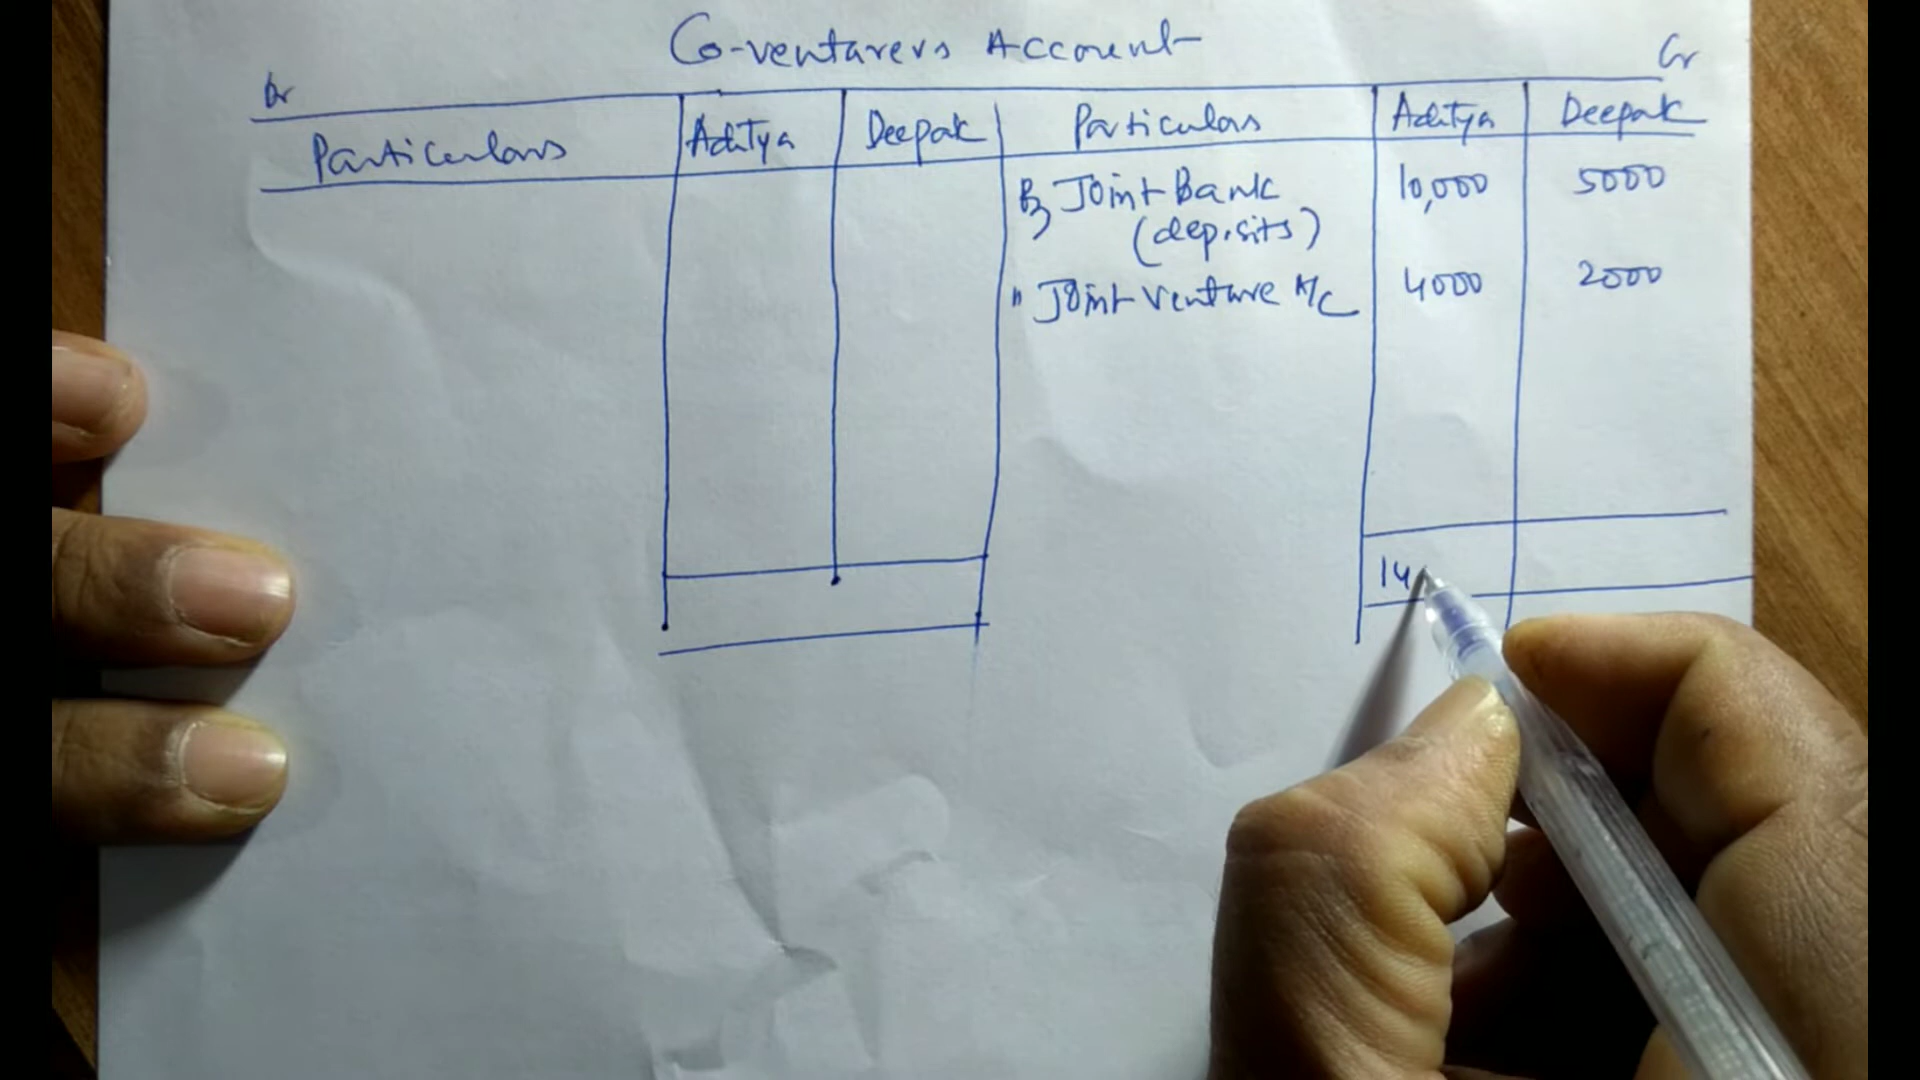 Co-venturers Account
Dr Cr
Particulars Aditya Deepak Particulars Aditya Deepak
By Joint Bank 10,000 5000
(deposits)
" Joint Venture A/C 4000 2000
14